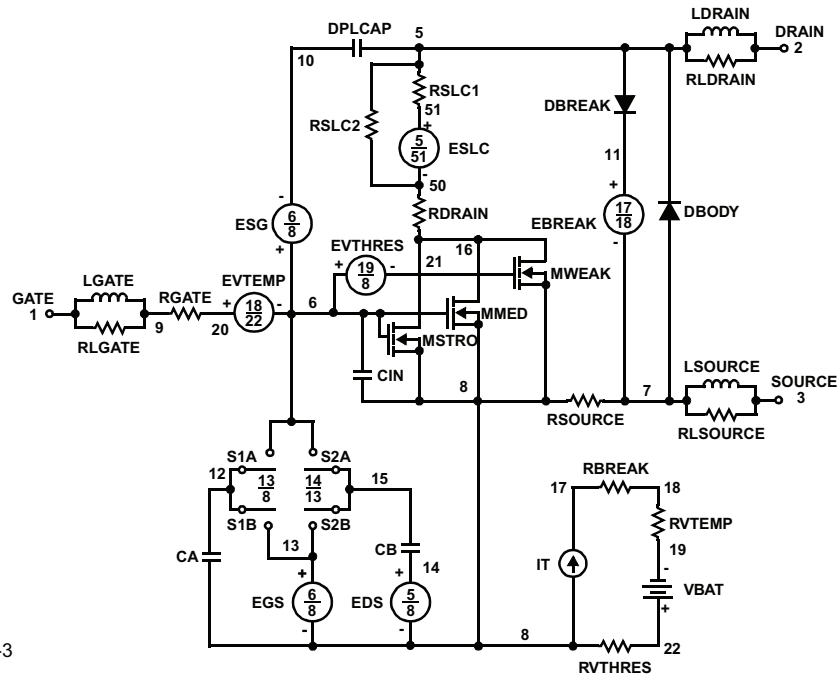 LDRAIN
DPLCAP 5 DRAIN
10 2
RLDRAIN
RSLC1
51
DBREAK
RSLC2
+
5
51
ESLC
-
50
11
-
+
ESG
6
8
RDRAIN
EBREAK
17
18
DBODY
+
EVTHRES
16
-
+
19
8
-
21
MWEAK
LGATE
EVTEMP
GATE
1
RGATE
+
18
22
-
6
MMED
9
20
MSTRO
RLGATE
CIN
8
7
LSOURCE
SOURCE
3
RSOURCE
RLSOURCE
S1A
S2A
12
13
8
14
13
15
RBREAK
17
18
S1B
S2B
RVTEMP
13
CB
19
CA
14
IT
-
+
+
VBAT
EGS
6
8
EDS
5
8
+
-
-
8
22
RVTHRES
-3